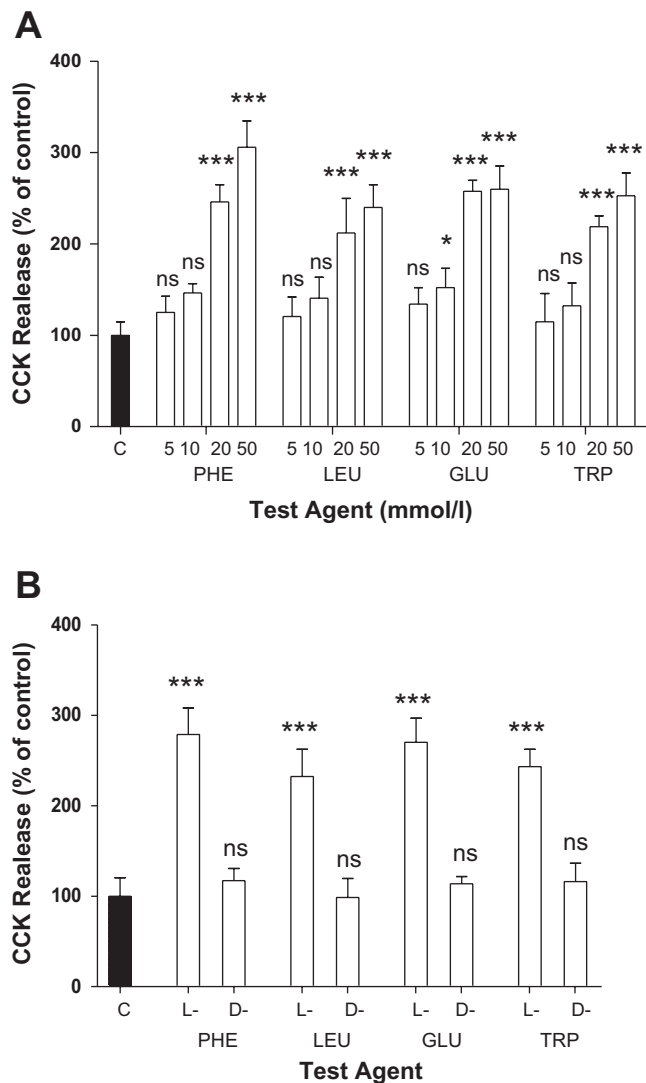 A
CCK Realease (% of control)
400
300
200
100
0
ns ns *** ***
ns ns *** ***
ns * *** ***
ns ns *** ***
C 5 10 20 50 5 10 20 50 5 10 20 50 5 10 20 50
PHE LEU GLU TRP
Test Agent (mmol/l)
B
CCK Realease (% of control)
400
300
200
100
0
*** ns *** ns *** ns *** ns
C L- D- L- D- L- D- L- D-
PHE LEU GLU TRP
Test Agent